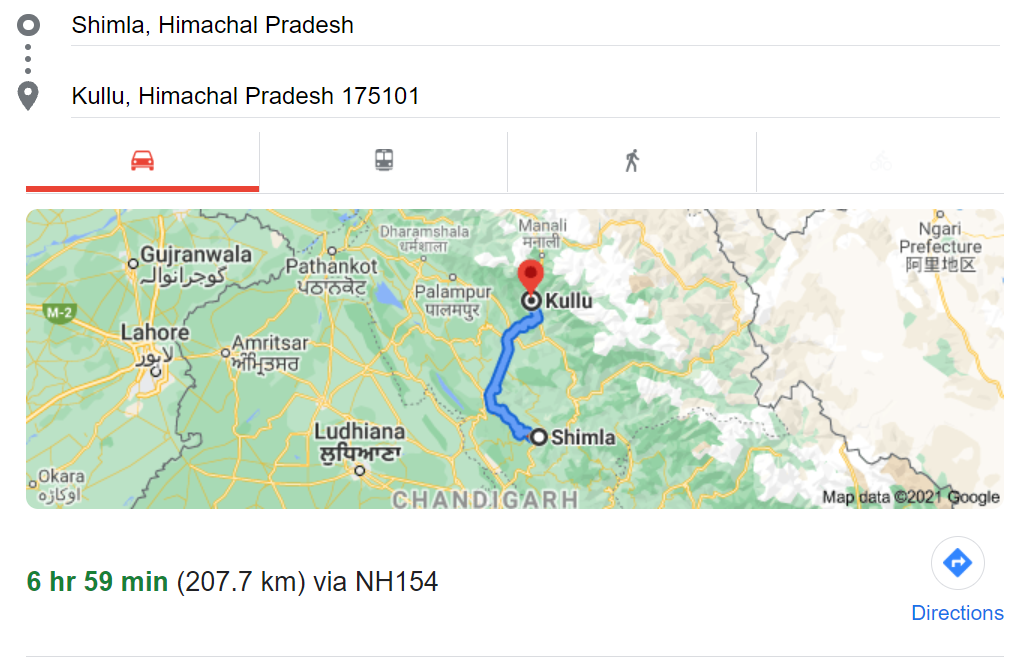 Shimla, Himachal Pradesh
Kullu, Himachal Pradesh 175101
Dharamshala
धर्मशाला
Manali
मनाली
Ngari
Prefecture
阿里地区
Gujranwala
گوجرانوالہ
Pathankot
ਪਠਾਨਕੋਟ
Palampur
पालमपुर
Kullu
M-2
Lahore
لاہور
Amritsar
ਅੰਮ੍ਰਿਤਸਰ
Ludhiana
ਲੁਧਿਆਣਾ
Shimla
Okara
اوکاڑہ
CHANDIGARH
Map data ©2021 Google
6 hr 59 min (207.7 km) via NH154
Directions